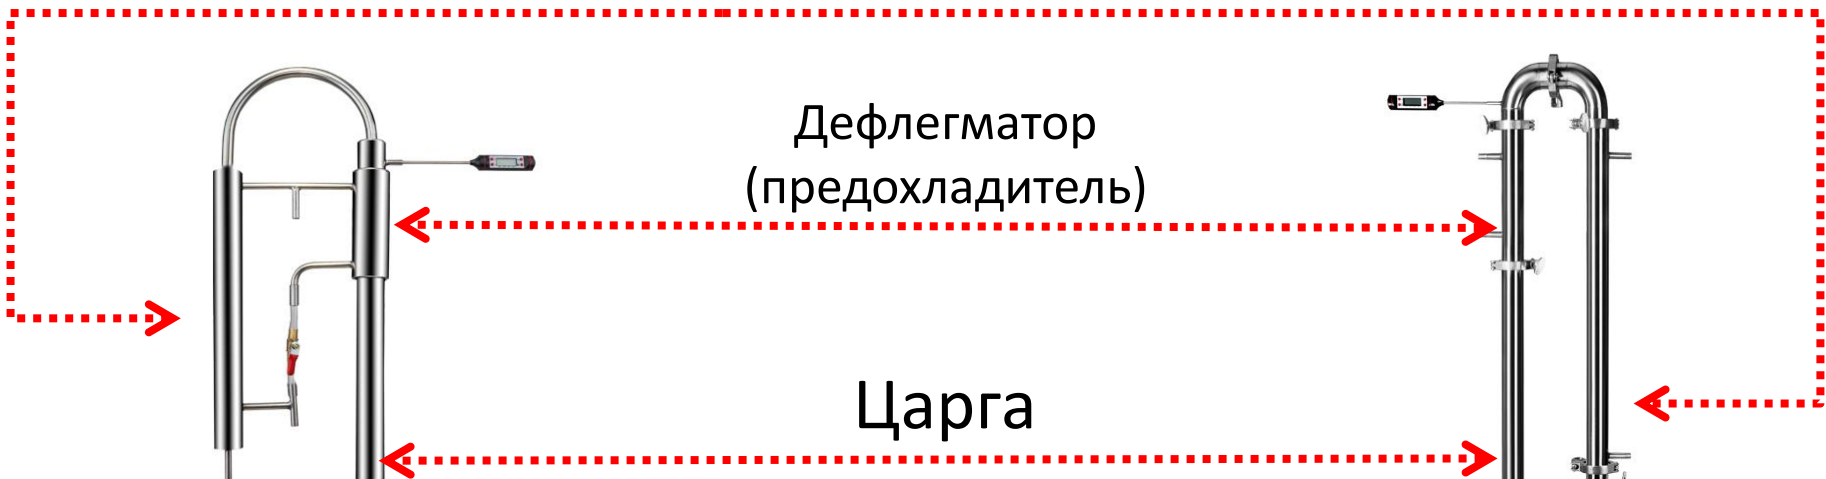 Дефлегматор
(предохладитель)
Царга